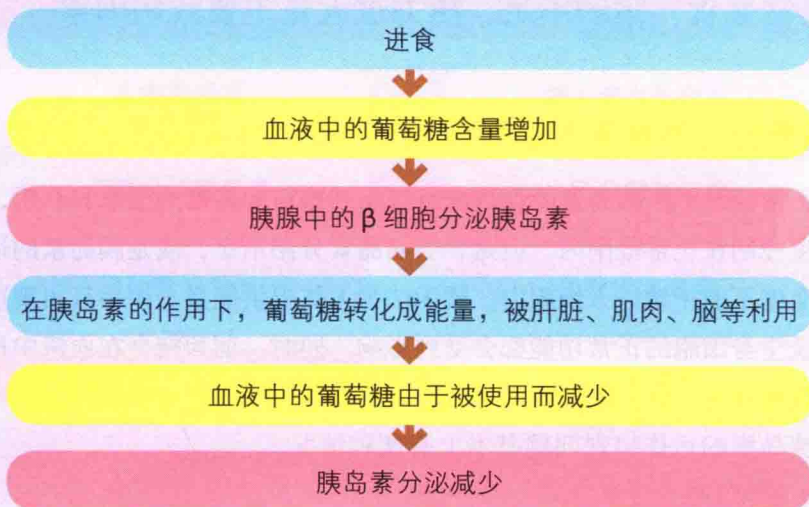 进食
血液中的葡萄糖含量增加
胰腺中的β细胞分泌胰岛素
在胰岛素的作用下，葡萄糖转化成能量，被肝脏、肌肉、脑等利用
血液中的葡萄糖由于被使用而减少
胰岛素分泌减少